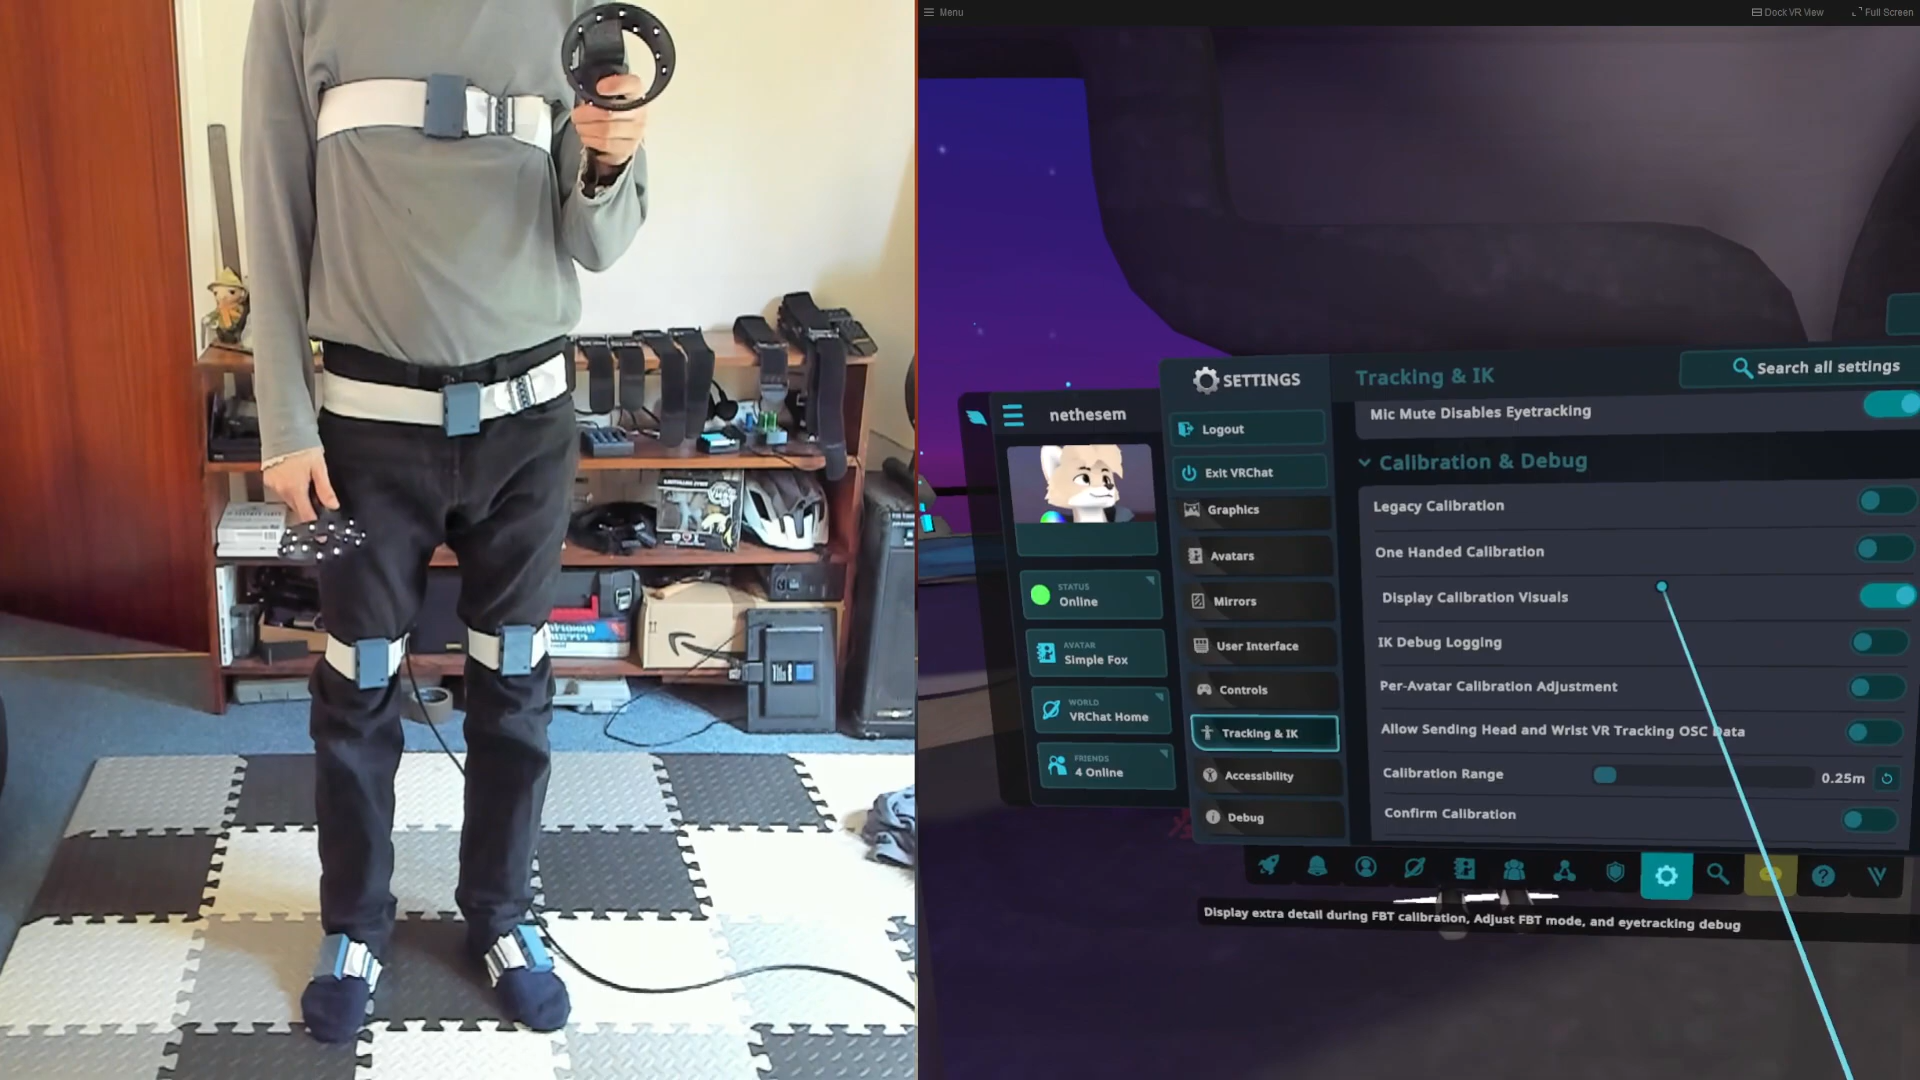 Menu
Dock VR View
Full Screen
nethesem
STATUS
Online
AVATAR
Simple Fox
WORLD
VRChat Home
FRIENDS
4 Online
SETTINGS
Logout
Exit VRChat
Graphics
Avatars
Mirrors
User Interface
Controls
Tracking & IK
Accessibility
Debug
Tracking & IK
Search all settings
Mic Mute Disables Eyetracking
Calibration & Debug
Legacy Calibration
One Handed Calibration
Display Calibration Visuals
IK Debug Logging
Per-Avatar Calibration Adjustment
Allow Sending Head and Wrist VR Tracking OSC Data
Calibration Range
0.25m
Confirm Calibration
Display extra detail during FBT calibration, Adjust FBT mode, and eyetracking debug